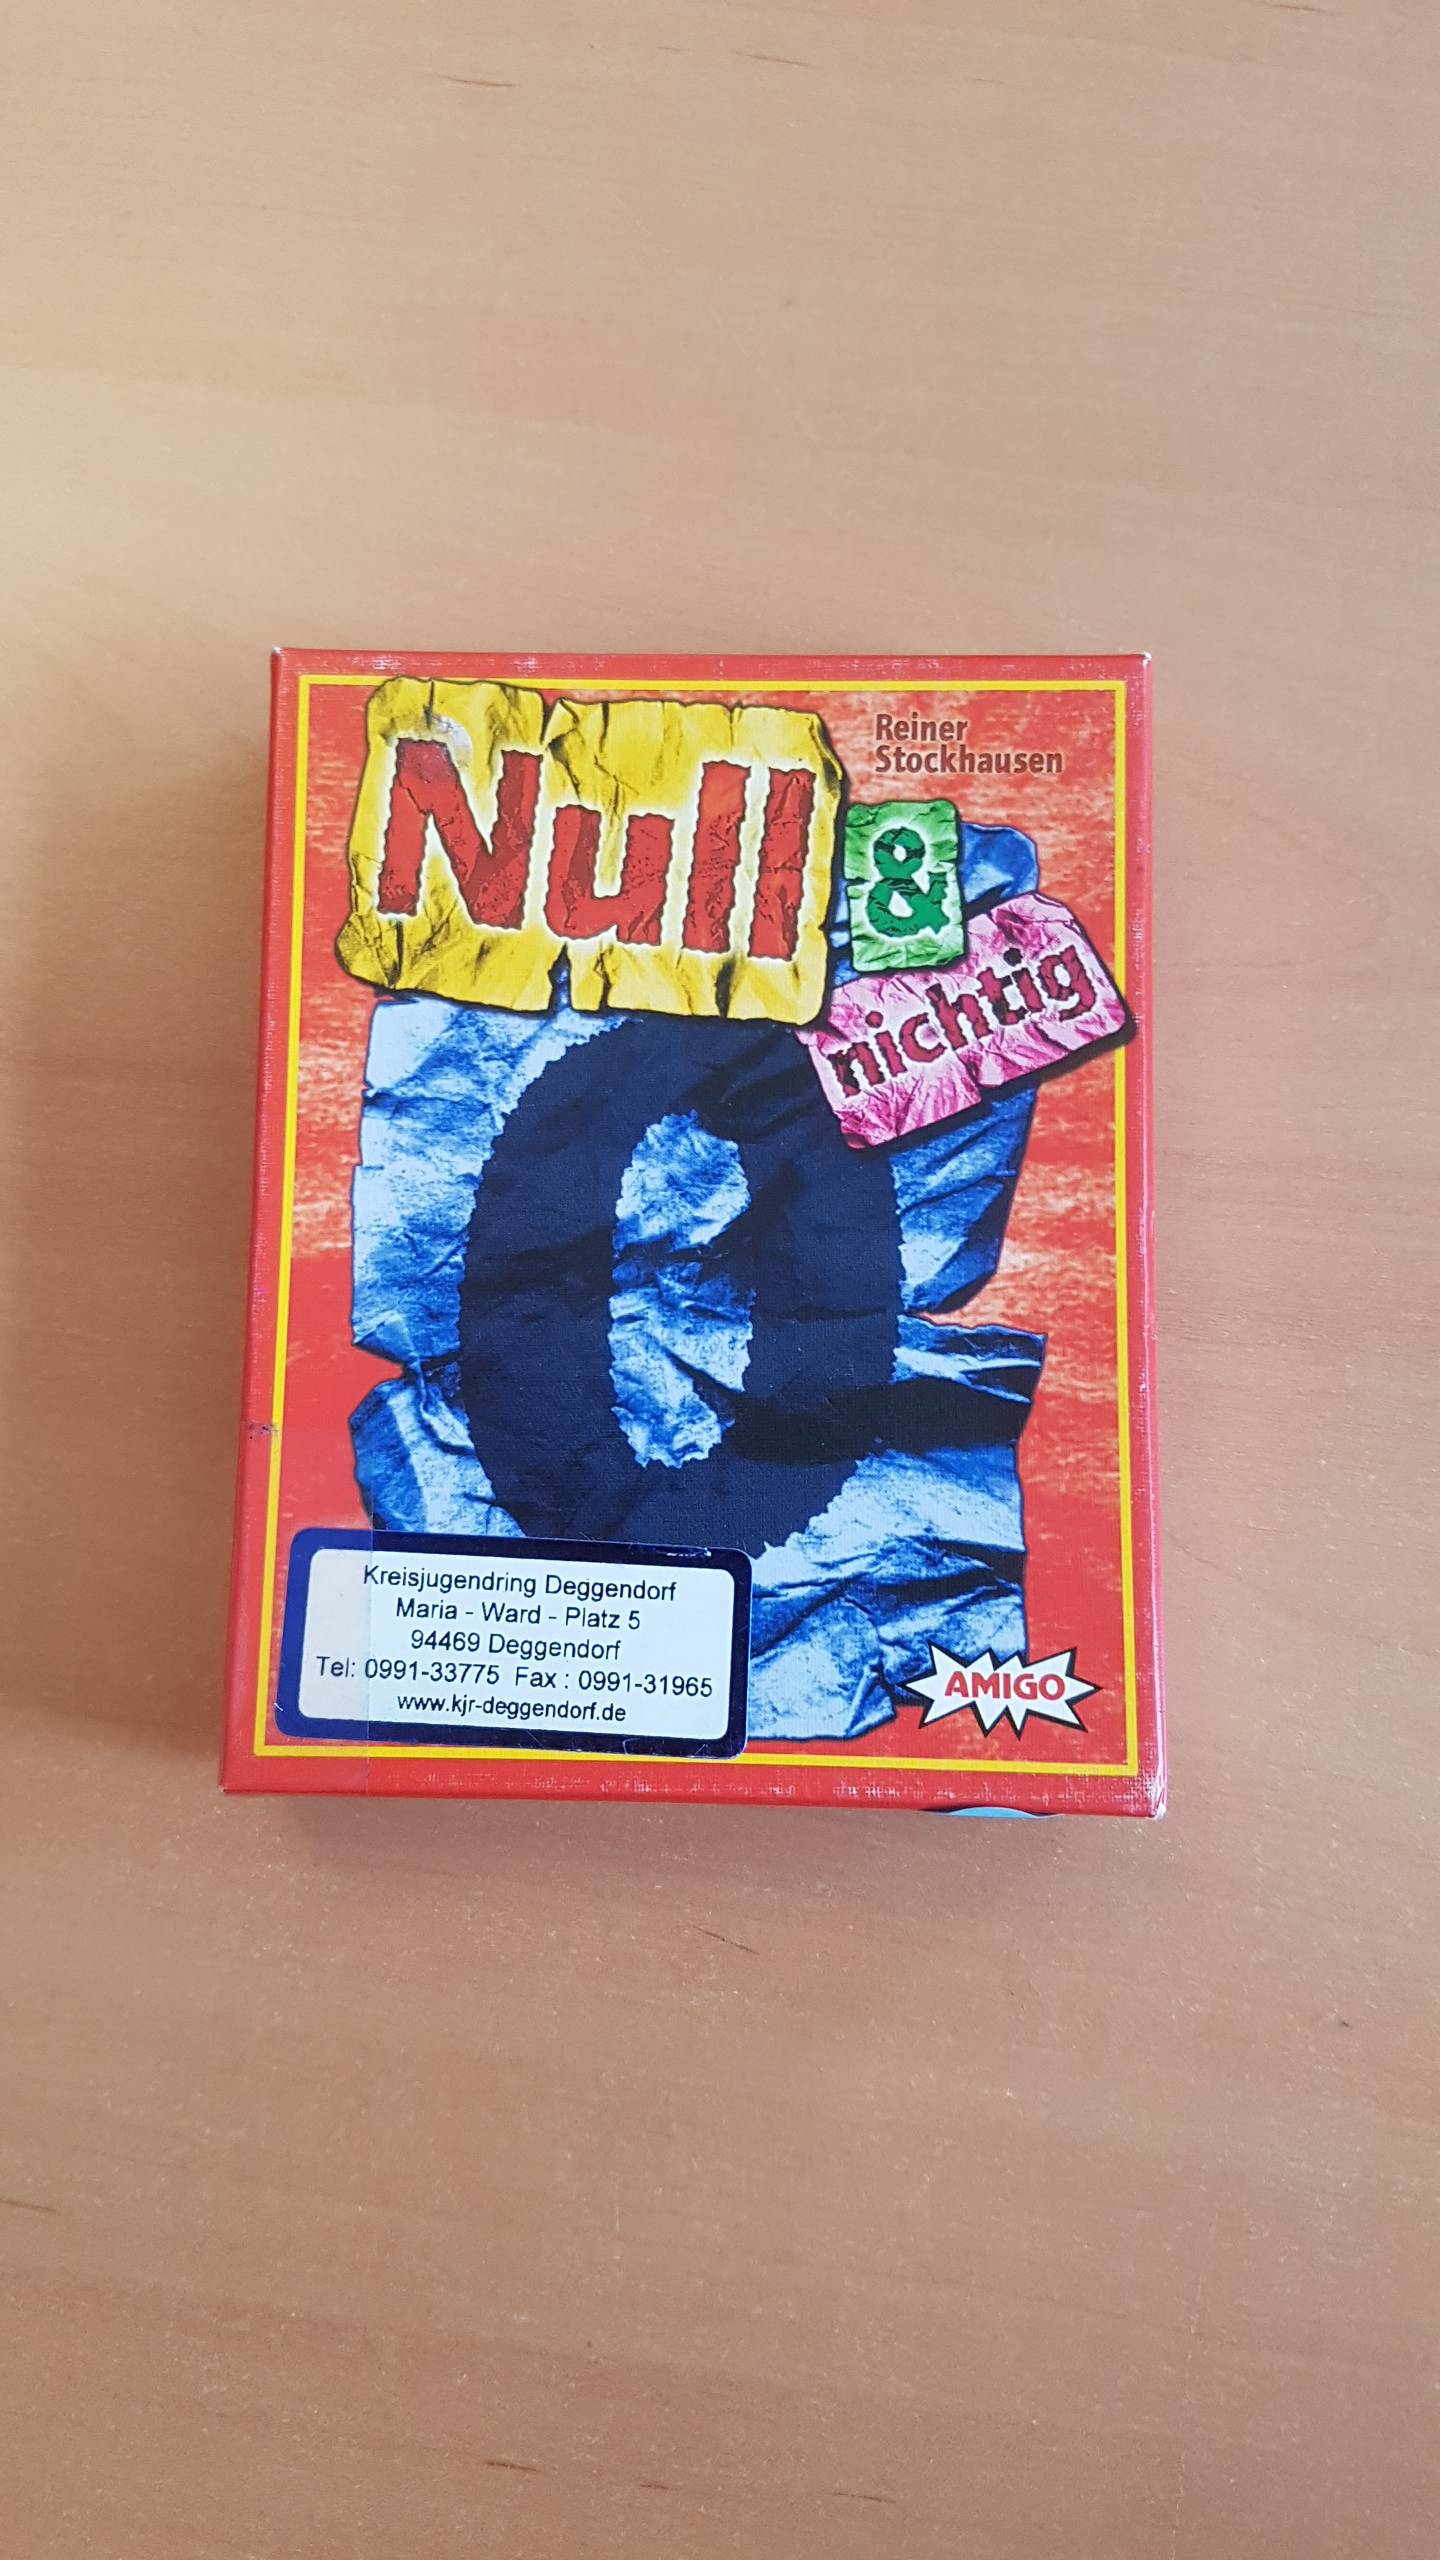 Reiner
Stockhausen
Null
&
nichtig
0
Kreisjugendring Deggendorf
Maria - Ward - Platz 5
94469 Deggendorf
Tel: 0991-33775 Fax : 0991-31965
www.kjr-deggendorf.de
AMIGO